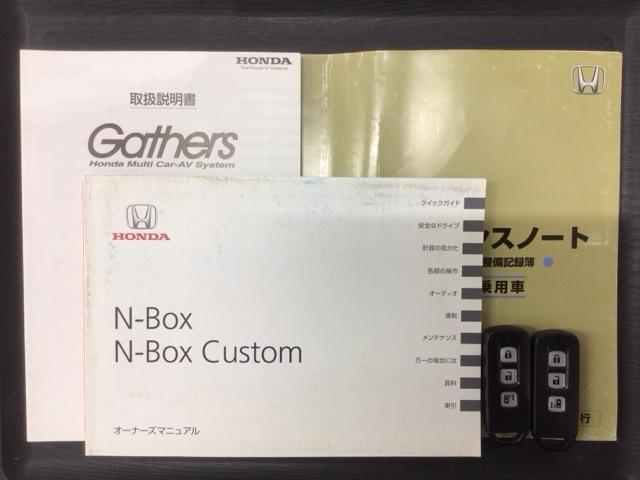 HONDA
The Power of Dreams
取扱説明書
Gathers
Honda Multi Car-AV System
HONDA
N-Box
N-Box Custom
オーナーズマニュアル
クイックガイド
安全なドライブ
計器の見かた
各部の操作
オーディオ
運転
メンテナンス
万一の場合には
資料
索引
ンスノート
整備記録簿
乗用車
行